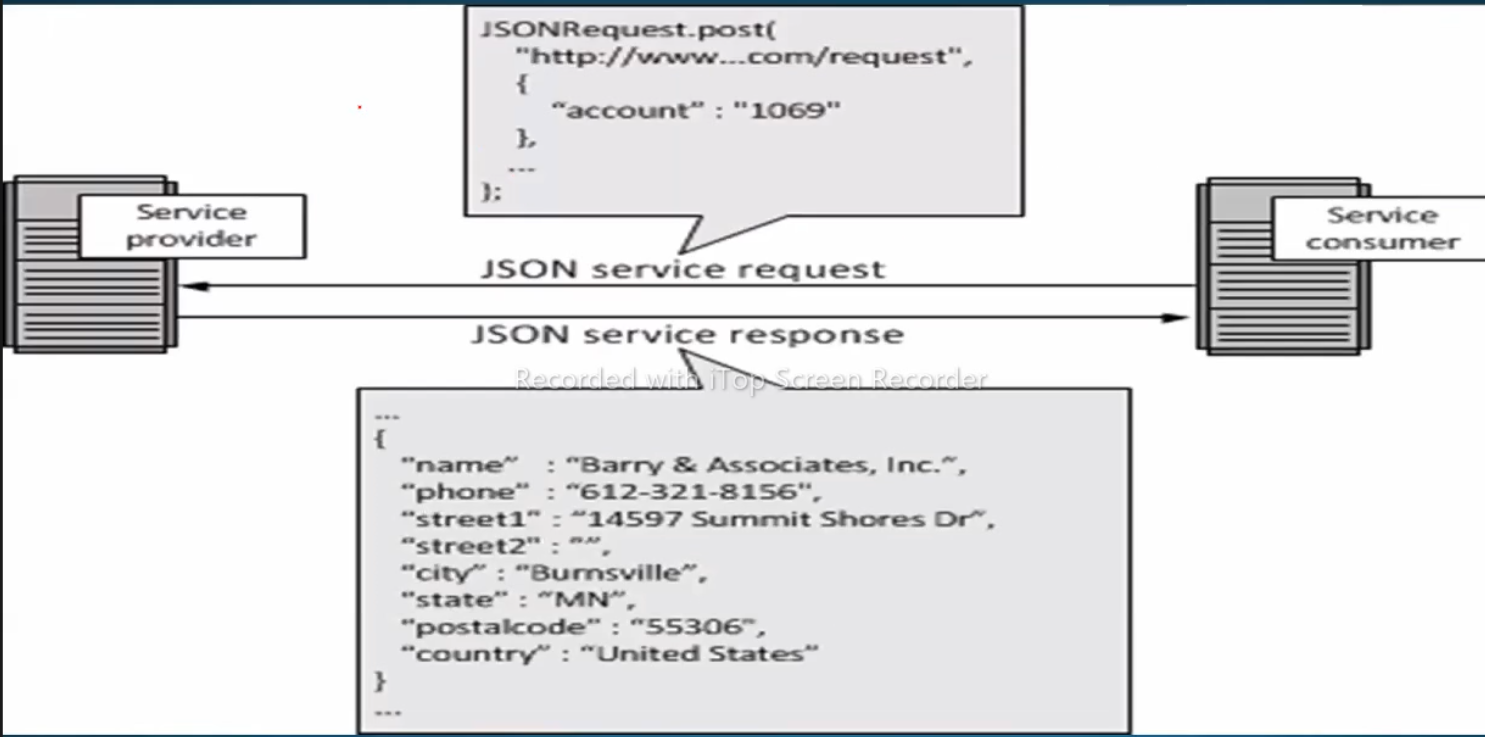 JSONRequest.post(
"http://www...com/request",
{
“account” : "1069"
},
...
);
Service
provider
Service
consumer
JSON service request
JSON service response
Recorded with iTop Screen Recorder
...
{
“name” : “Barry & Associates, Inc.”,
“phone” : “612-321-8156",
“street1" : “14597 Summit Shores Dr”,
“street2" : “”,
“city” : “Burnsville”,
“state” : “MN”,
“postalcode” : “55306”,
“country” : “United States”
}
...